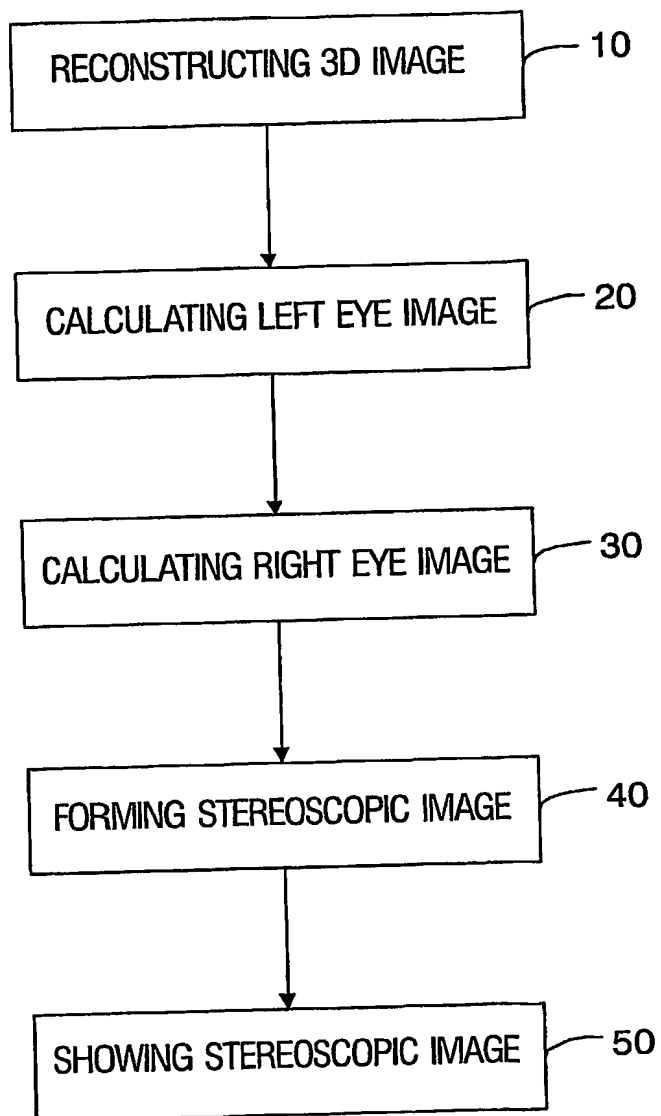 RECONSTRUCTING 3D IMAGE 10
CALCULATING LEFT EYE IMAGE 20
CALCULATING RIGHT EYE IMAGE 30
FORMING STEREOSCOPIC IMAGE 40
SHOWING STEREOSCOPIC IMAGE 50